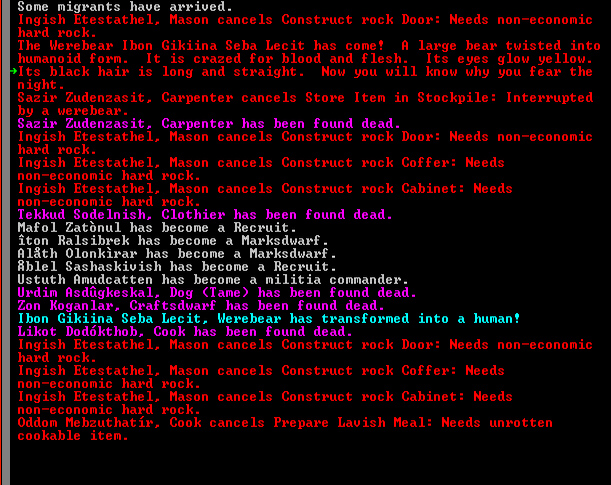 Some migrants have arrived.
Ingish Etestathel, Mason cancels Construct rock Door: Needs non-economic
hard rock.
The Werebear Ibon Gikiina Seba Lecit has come!  A large bear twisted into
humanoid form.  It is crazed for blood and flesh.  Its eyes glow yellow.
Its black hair is long and straight.  Now you will know why you fear the
night.
Sazir Zudenzasit, Carpenter cancels Store Item in Stockpile: Interrupted
by a werebear.
Sazir Zudenzasit, Carpenter has been found dead.
Ingish Etestathel, Mason cancels Construct rock Door: Needs non-economic
hard rock.
Ingish Etestathel, Mason cancels Construct rock Coffer: Needs
non-economic hard rock.
Ingish Etestathel, Mason cancels Construct rock Cabinet: Needs
non-economic hard rock.
Tekkud Sodelnish, Clothier has been found dead.
Mafol Zatònul has become a Recruit.
îton Ralsibrek has become a Marksdwarf.
Alåth Olonkìrar has become a Marksdwarf.
Åblel Sashaskivish has become a Recruit.
Ustuth Amudcatten has become a militia commander.
Urdim Asdûgkeskal, Dog (Tame) has been found dead.
Zon Koganlar, Craftsdwarf has been found dead.
Ibon Gikiina Seba Lecit, Werebear has transformed into a human!
Likot Dodókthob, Cook has been found dead.
Ingish Etestathel, Mason cancels Construct rock Door: Needs non-economic
hard rock.
Ingish Etestathel, Mason cancels Construct rock Coffer: Needs
non-economic hard rock.
Ingish Etestathel, Mason cancels Construct rock Cabinet: Needs
non-economic hard rock.
Oddom Mebzuthatír, Cook cancels Prepare Lavish Meal: Needs unrotten
cookable item.